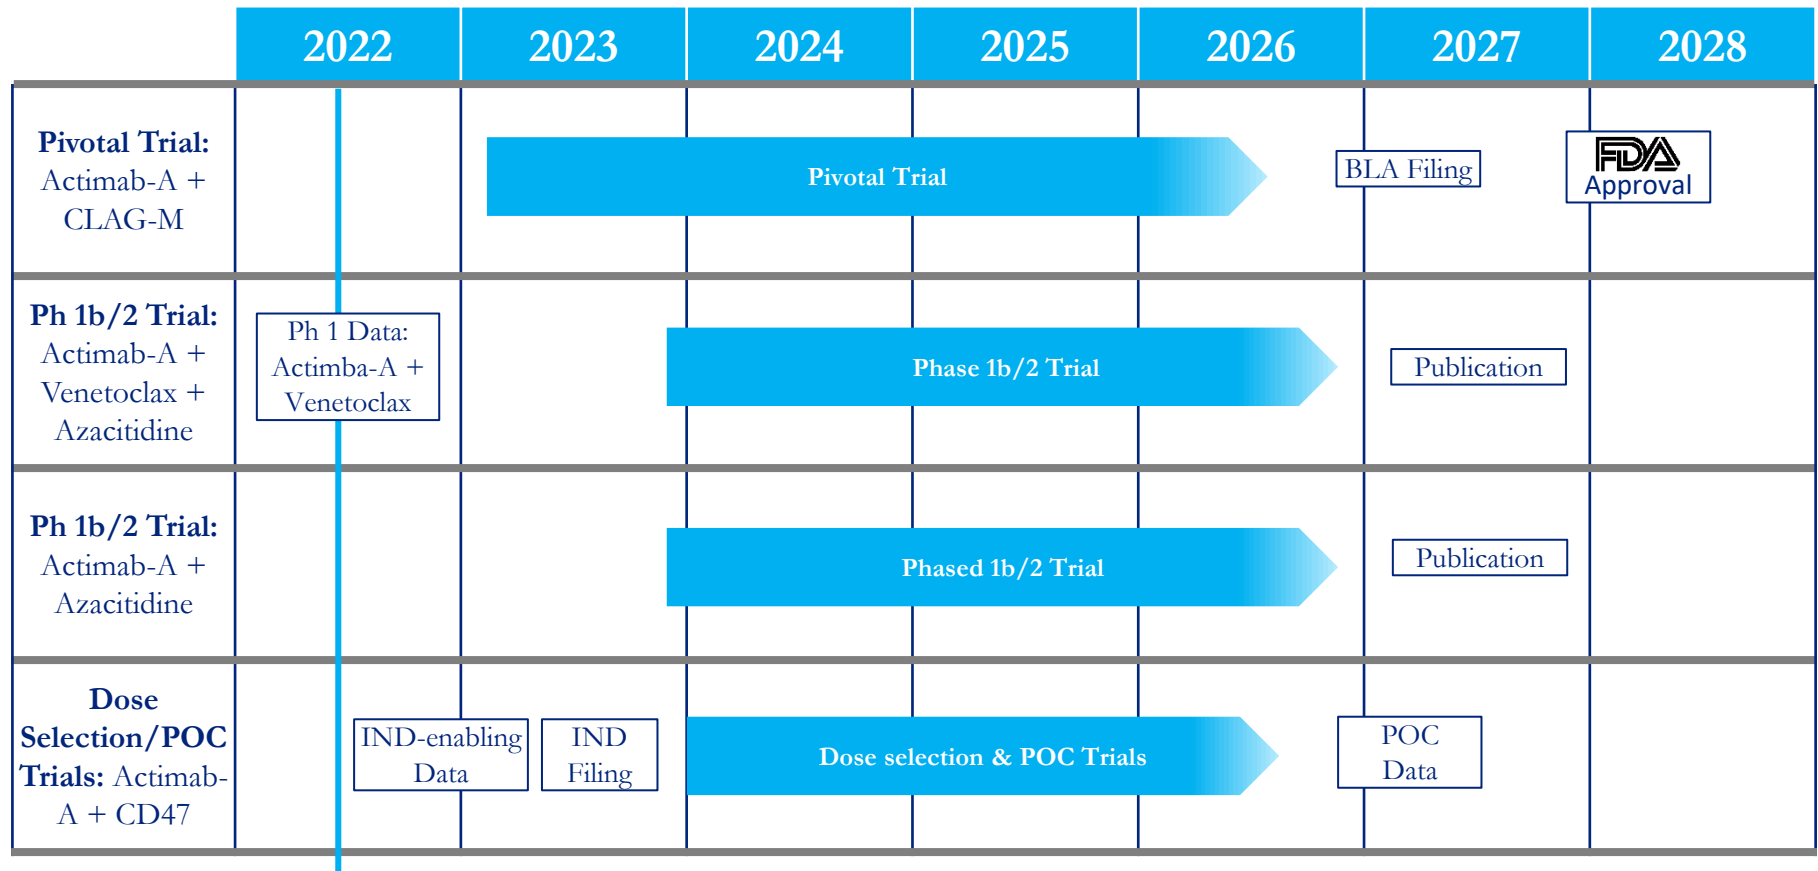 2022 2023 2024 2025 2026 2027 2028
Pivotal Trial:
Actimab-A +
CLAG-M
Pivotal Trial
BLA Filing
FDA
Approval
Ph 1b/2 Trial:
Actimab-A +
Venetoclax +
Azacitidine
Ph 1 Data:
Actimba-A +
Venetoclax
Phase 1b/2 Trial
Publication
Ph 1b/2 Trial:
Actimab-A +
Azacitidine
Phased 1b/2 Trial
Publication
Dose
Selection/POC
Trials: Actimab-
A + CD47
IND-enabling
Data
IND
Filing
Dose selection & POC Trials
POC
Data